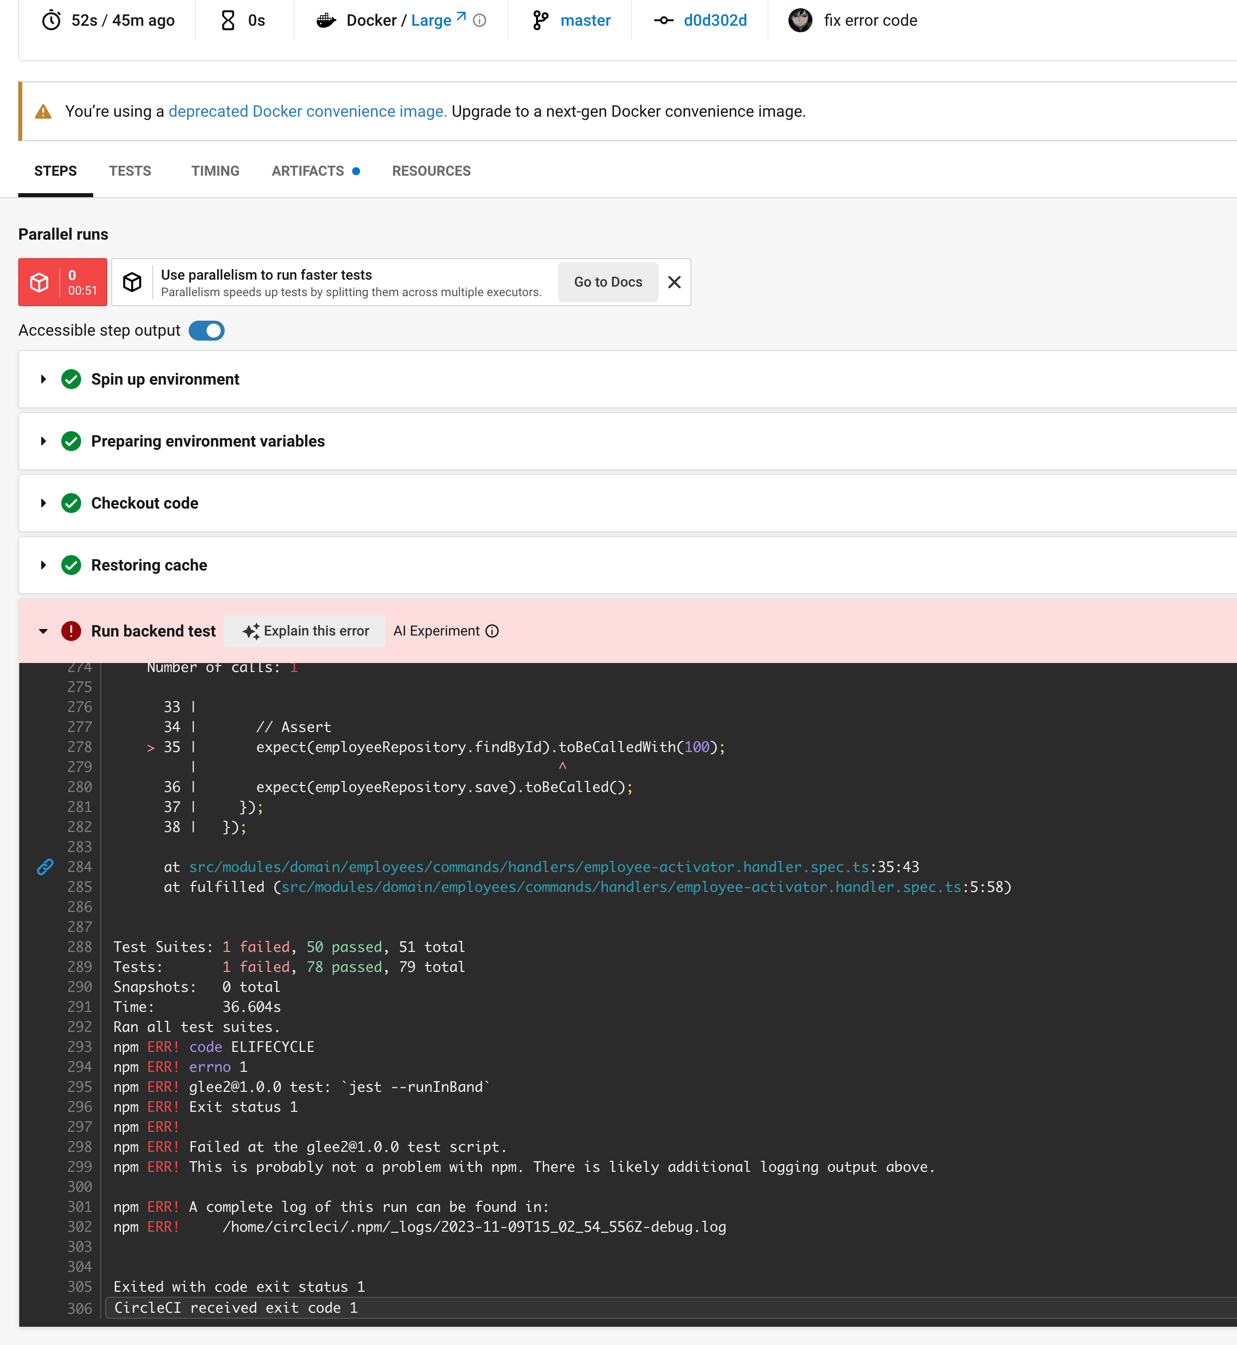 52s / 45m ago 0s Docker / Large master d0d302d fix error code
You're using a deprecated Docker convenience image. Upgrade to a next-gen Docker convenience image.
STEPS TESTS TIMING ARTIFACTS RESOURCES
Parallel runs
0
00:51
Use parallelism to run faster tests
Parallelism speeds up tests by splitting them across multiple executors.
Go to Docs
Accessible step output
Spin up environment
Preparing environment variables
Checkout code
Restoring cache
Run backend test Explain this error AI Experiment
274 Number of calls: 1
275
276 33 |
277 34 | // Assert
278 > 35 | expect(employeeRepository.findById).toBeCalledWith(100);
279 | ^
280 36 | expect(employeeRepository.save).toBeCalled();
281 37 | });
282 38 | });
283
284 at src/modules/domain/employees/commands/handlers/employee-activator.handler.spec.ts:35:43
285 at fulfilled (src/modules/domain/employees/commands/handlers/employee-activator.handler.spec.ts:5:58)
286
287
288 Test Suites: 1 failed, 50 passed, 51 total
289 Tests: 1 failed, 78 passed, 79 total
290 Snapshots: 0 total
291 Time: 36.604s
292 Ran all test suites.
293 npm ERR! code ELIFECYCLE
294 npm ERR! errno 1
295 npm ERR! glee2@1.0.0 test: `jest --runInBand`
296 npm ERR! Exit status 1
297 npm ERR!
298 npm ERR! Failed at the glee2@1.0.0 test script.
299 npm ERR! This is probably not a problem with npm. There is likely additional logging output above.
300
301 npm ERR! A complete log of this run can be found in:
302 npm ERR! /home/circleci/.npm/_logs/2023-11-09T15_02_54_556Z-debug.log
303
304
305 Exited with code exit status 1
306 CircleCI received exit code 1